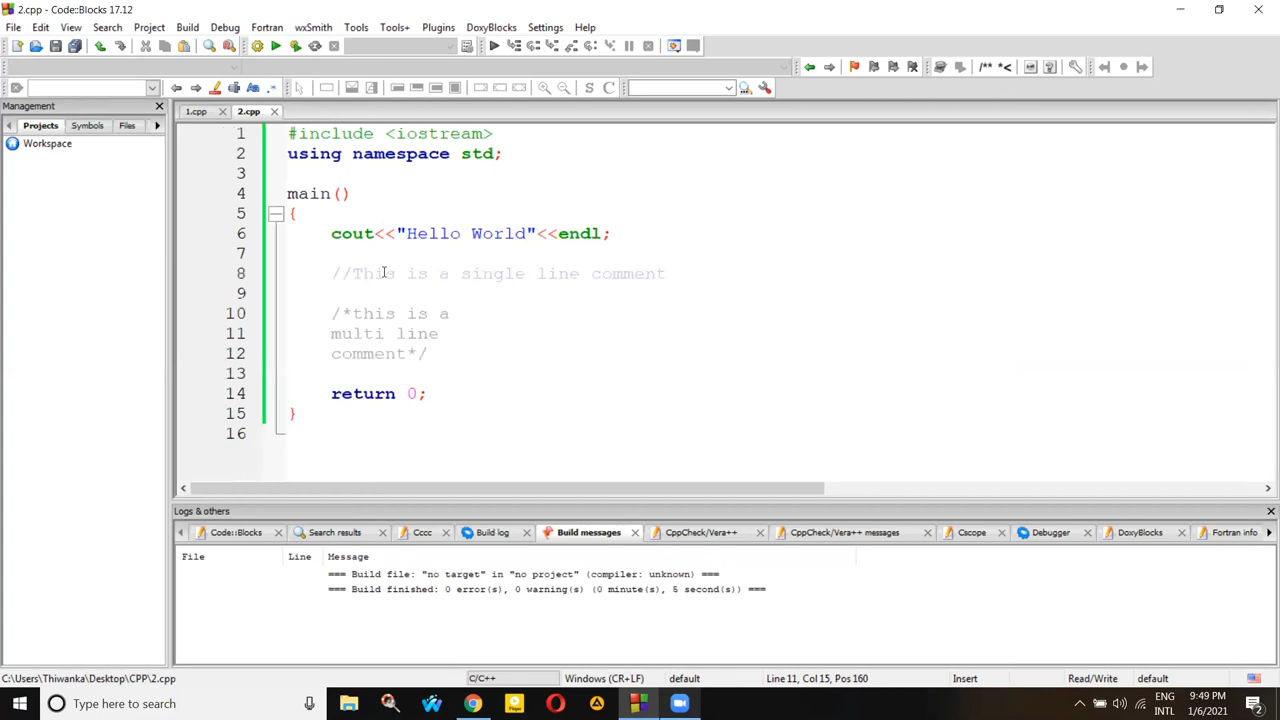 2.cpp - Code::Blocks 17.12
File Edit View Search Project Build Debug Fortran wxSmith Tools Tools+ Plugins DoxyBlocks Settings Help
/** *<
S C
Management
Projects Symbols Files
Workspace
1.cpp 2.cpp
1 #include <iostream>
2 using namespace std;
3
4 main()
5 {
6 cout<<"Hello World"<<endl;
7
8 //This is a single line comment
9
10 /*this is a
11 multi line
12 comment*/
13
14 return 0;
15 }
16
Logs & others
Code::Blocks Search results Cccc Build log Build messages CppCheck/Vera++ CppCheck/Vera++ messages Cscope Debugger DoxyBlocks Fortran info
File Line Message
=== Build file: "no target" in "no project" (compiler: unknown) ===
=== Build finished: 0 error(s), 0 warning(s) (0 minute(s), 5 second(s)) ===
C:\Users\Thiwanka\Desktop\CPP\2.cpp C/C++ Windows (CR+LF) default Line 11, Col 15, Pos 160 Insert Read/Write default
Type here to search
ENG 9:49 PM
INTL 1/6/2021